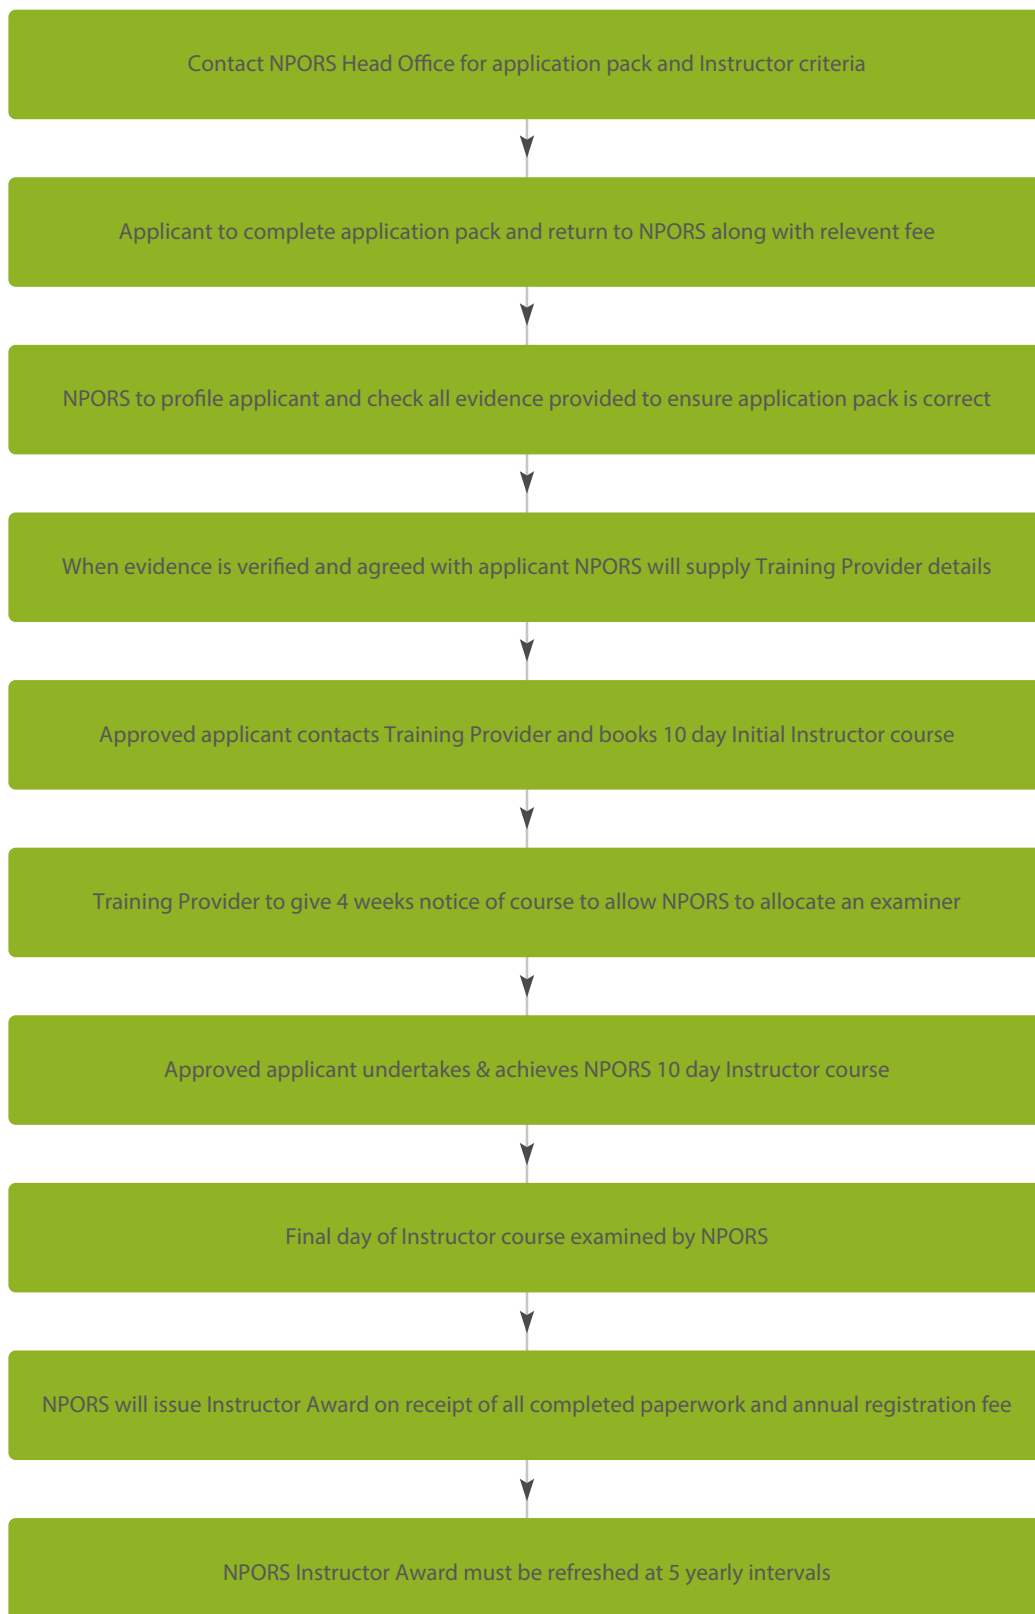 Contact NPORS Head Office for application pack and Instructor criteria
Applicant to complete application pack and return to NPORS along with relevent fee
NPORS to profile applicant and check all evidence provided to ensure application pack is correct
When evidence is verified and agreed with applicant NPORS will supply Training Provider details
Approved applicant contacts Training Provider and books 10 day Initial Instructor course
Training Provider to give 4 weeks notice of course to allow NPORS to allocate an examiner
Approved applicant undertakes & achieves NPORS 10 day Instructor course
Final day of Instructor course examined by NPORS
NPORS will issue Instructor Award on receipt of all completed paperwork and annual registration fee
NPORS Instructor Award must be refreshed at 5 yearly intervals